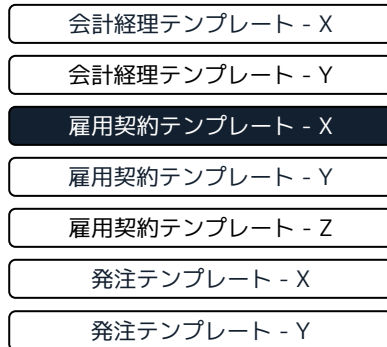 会計経理テンプレート - X
会計経理テンプレート - Y
雇用契約テンプレート - X
雇用契約テンプレート - Y
雇用契約テンプレート - Z
発注テンプレート - X
発注テンプレート - Y